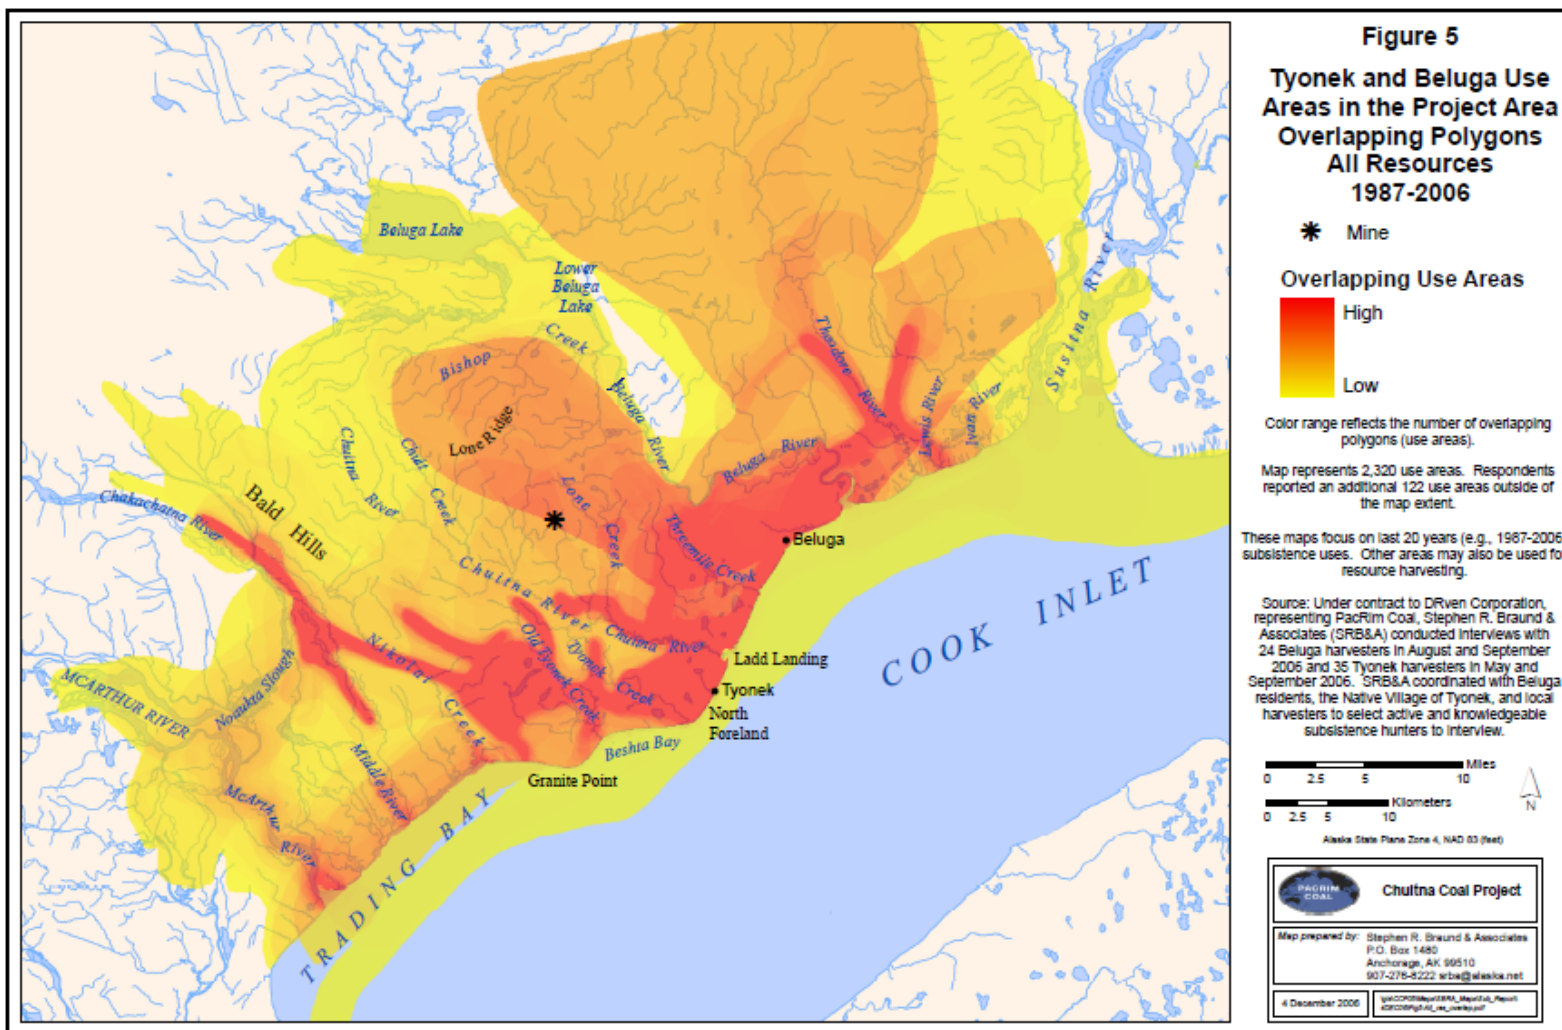 Figure 5
Tyonek and Beluga Use
Areas in the Project Area
Overlapping Polygons
All Resources
1987-2006
Mine
Overlapping Use Areas
High
Low
Color range reflects the number of overlapping
polygons (use areas).
Map represents 2,320 use areas. Respondents
reported an additional 122 use areas outside of
the map extent.
These maps focus on last 20 years (e.g., 1987-2006
subsistence uses. Other areas may also be used fo
resource harvesting.
Source: Under contract to DRven Corporation,
representing PacRim Coal, Stephen R. Braund &
Associates (SRB&A) conducted interviews with
24 Beluga harvesters in August and September
2006 and 35 Tyonek harvesters in May and
September 2006. SRB&A coordinated with Beluga
residents, the Native Village of Tyonek, and local
harvesters to select active and knowledgeable
subsistence hunters to interview.
Miles
0 2.5 5 10
Kilometers
0 2.5 5 10
N
Alaska State Plane Zone 4, NAD 83 (feet)
PACRIM
COAL
Chuitna Coal Project
Map prepared by:
Stephen R. Braund & Associates
P.O. Box 1480
Anchorage, AK 99510
907-276-8222 srba@alaska.net
4 December 2006
Beluga Lake
Lower
Beluga
Lake
Bishop
Creek
Beluga River
Lone Ridge
Chuitna River
Chuit Creek
Lone Creek
Bald Hills
Chakachatna River
Threemile Creek
Beluga River
Theodore River
Lewis River
Ivan River
Susitna River
Beluga
Chuitna River
Chuitna River
Ladd Landing
Tyonek
North
Foreland
Old Tyonek Creek
Tyonek Creek
Nikolai Creek
Beshta Bay
Granite Point
MCARTHUR RIVER
Noaukta Slough
Middle River
McArthur River
TRADING BAY
COOK INLET